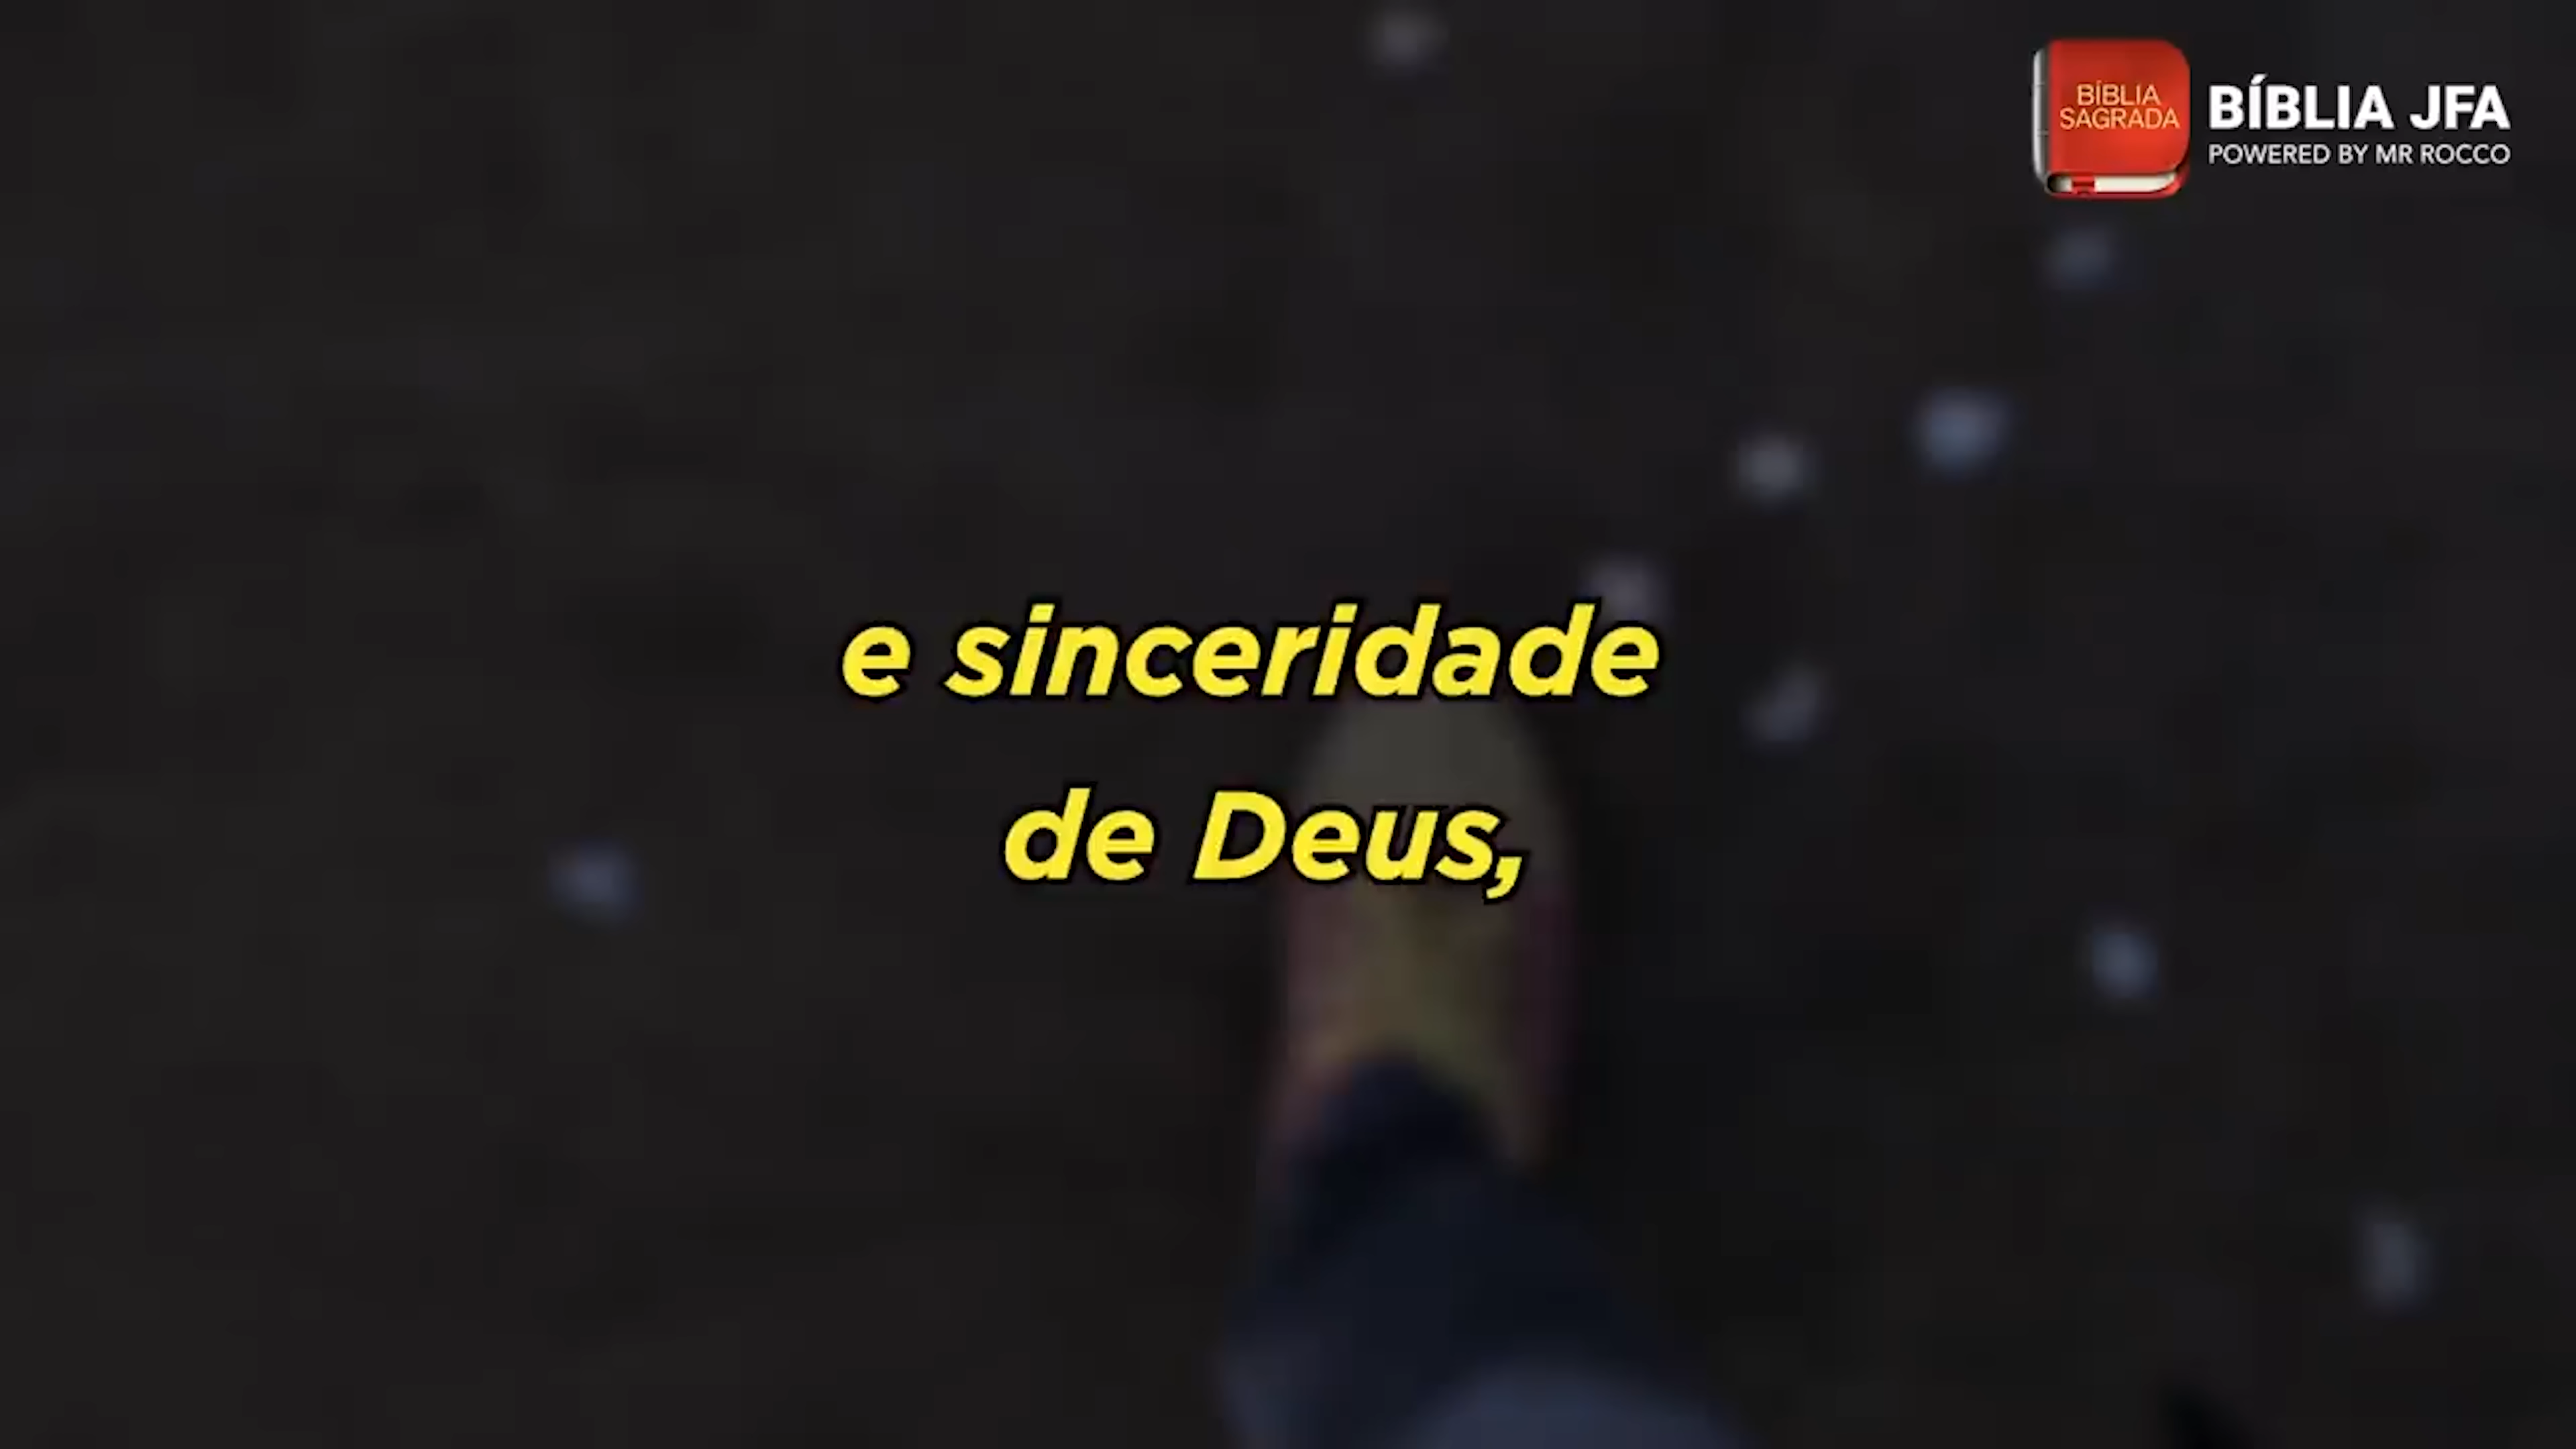 BÍBLIA
SAGRADA
BÍBLIA JFA
POWERED BY MR ROCCO
e sinceridade
de Deus,